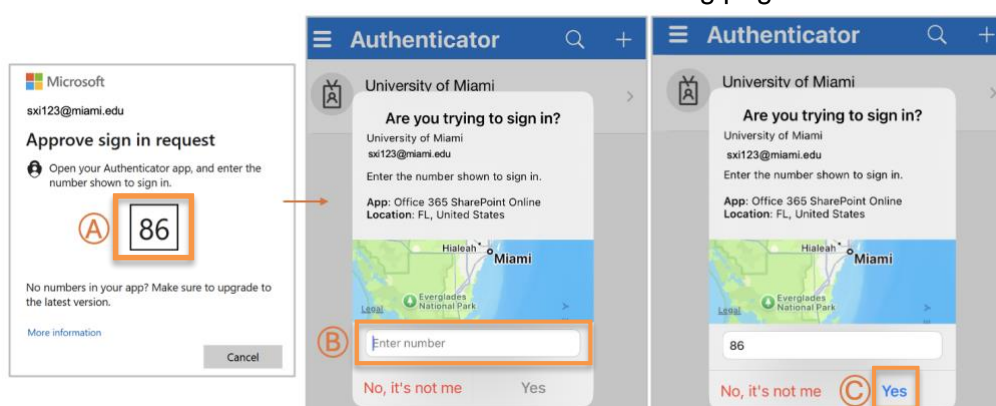 Microsoft
sxi123@miami.edu
Approve sign in request
Open your Authenticator app, and enter the
number shown to sign in.
A
86
No numbers in your app? Make sure to upgrade to
the latest version.
More information
Cancel
Authenticator
University of Miami
Are you trying to sign in?
University of Miami
sxi123@miami.edu
Enter the number shown to sign in.
App: Office 365 SharePoint Online
Location: FL, United States
Hialeah
Miami
Everglades
National Park
Legal
B
Enter number
No, it's not me
Yes
Authenticator
University of Miami
Are you trying to sign in?
University of Miami
sxi123@miami.edu
Enter the number shown to sign in.
App: Office 365 SharePoint Online
Location: FL, United States
Hialeah
Miami
Everglades
National Park
Legal
86
No, it's not me
C
Yes